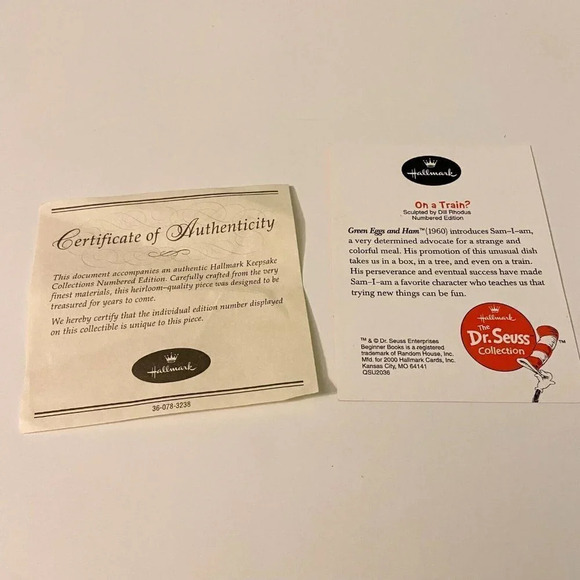 Certificate of Authenticity
This document accompanies an authentic Hallmark Keepsake
Collections Numbered Edition. Carefully crafted from the very
finest materials, this heirloom-quality piece was designed to be
treasured for years to come.
We hereby certify that the individual edition number displayed
on this collectible is unique to this piece.
Hallmark
36-078-3238
Hallmark
On a Train?
Sculpted by Dill Rhodus
Numbered Edition
Green Eggs and Ham™(1960) introduces Sam-I-am,
a very determined advocate for a strange and
colorful meal. His promotion of this unusual dish
takes us in a box, in a tree, and even on a train.
His perseverance and eventual success have made
Sam-I-am a favorite character who teaches us that
trying new things can be fun.
™ & © Dr. Seuss Enterprises
Beginner Books is a registered
trademark of Random House, Inc.
Mfd. for 2000 Hallmark Cards, Inc.
Kansas City, MO 64141
QSU2036
Hallmark
The
Dr. Seuss
Collection
™